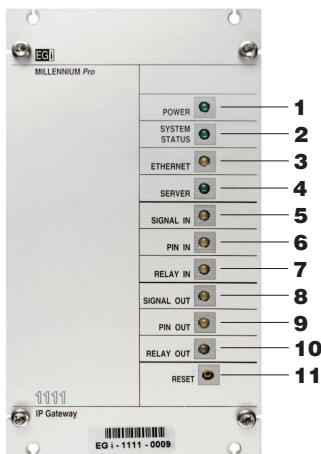 EGi
MILLENNIUM Pro
POWER 1
SYSTEM
STATUS 2
ETHERNET 3
SERVER 4
SIGNAL IN 5
PIN IN 6
RELAY IN 7
SIGNAL OUT 8
PIN OUT 9
RELAY OUT 10
RESET 11
1111
IP Gateway
EG i - 1111 - 0009